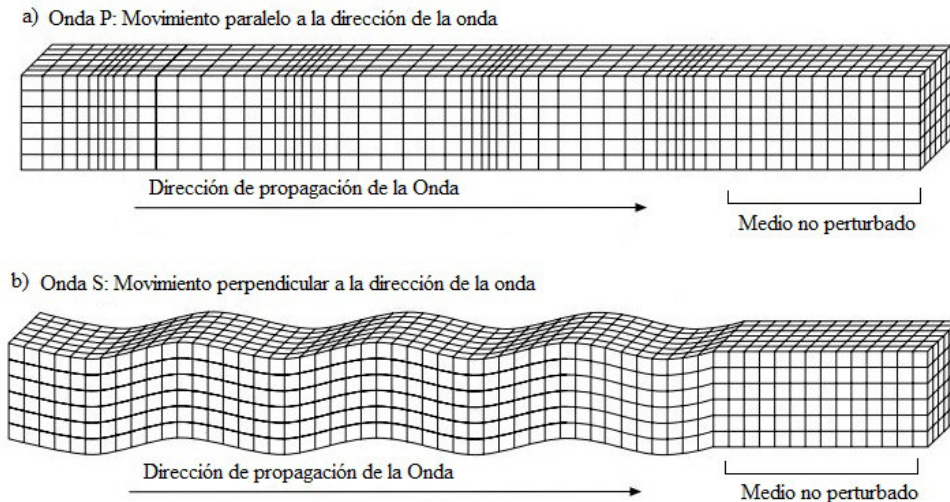 a) Onda P: Movimiento paralelo a la dirección de la onda
Dirección de propagación de la Onda
Medio no perturbado
b) Onda S: Movimiento perpendicular a la dirección de la onda
Dirección de propagación de la Onda
Medio no perturbado